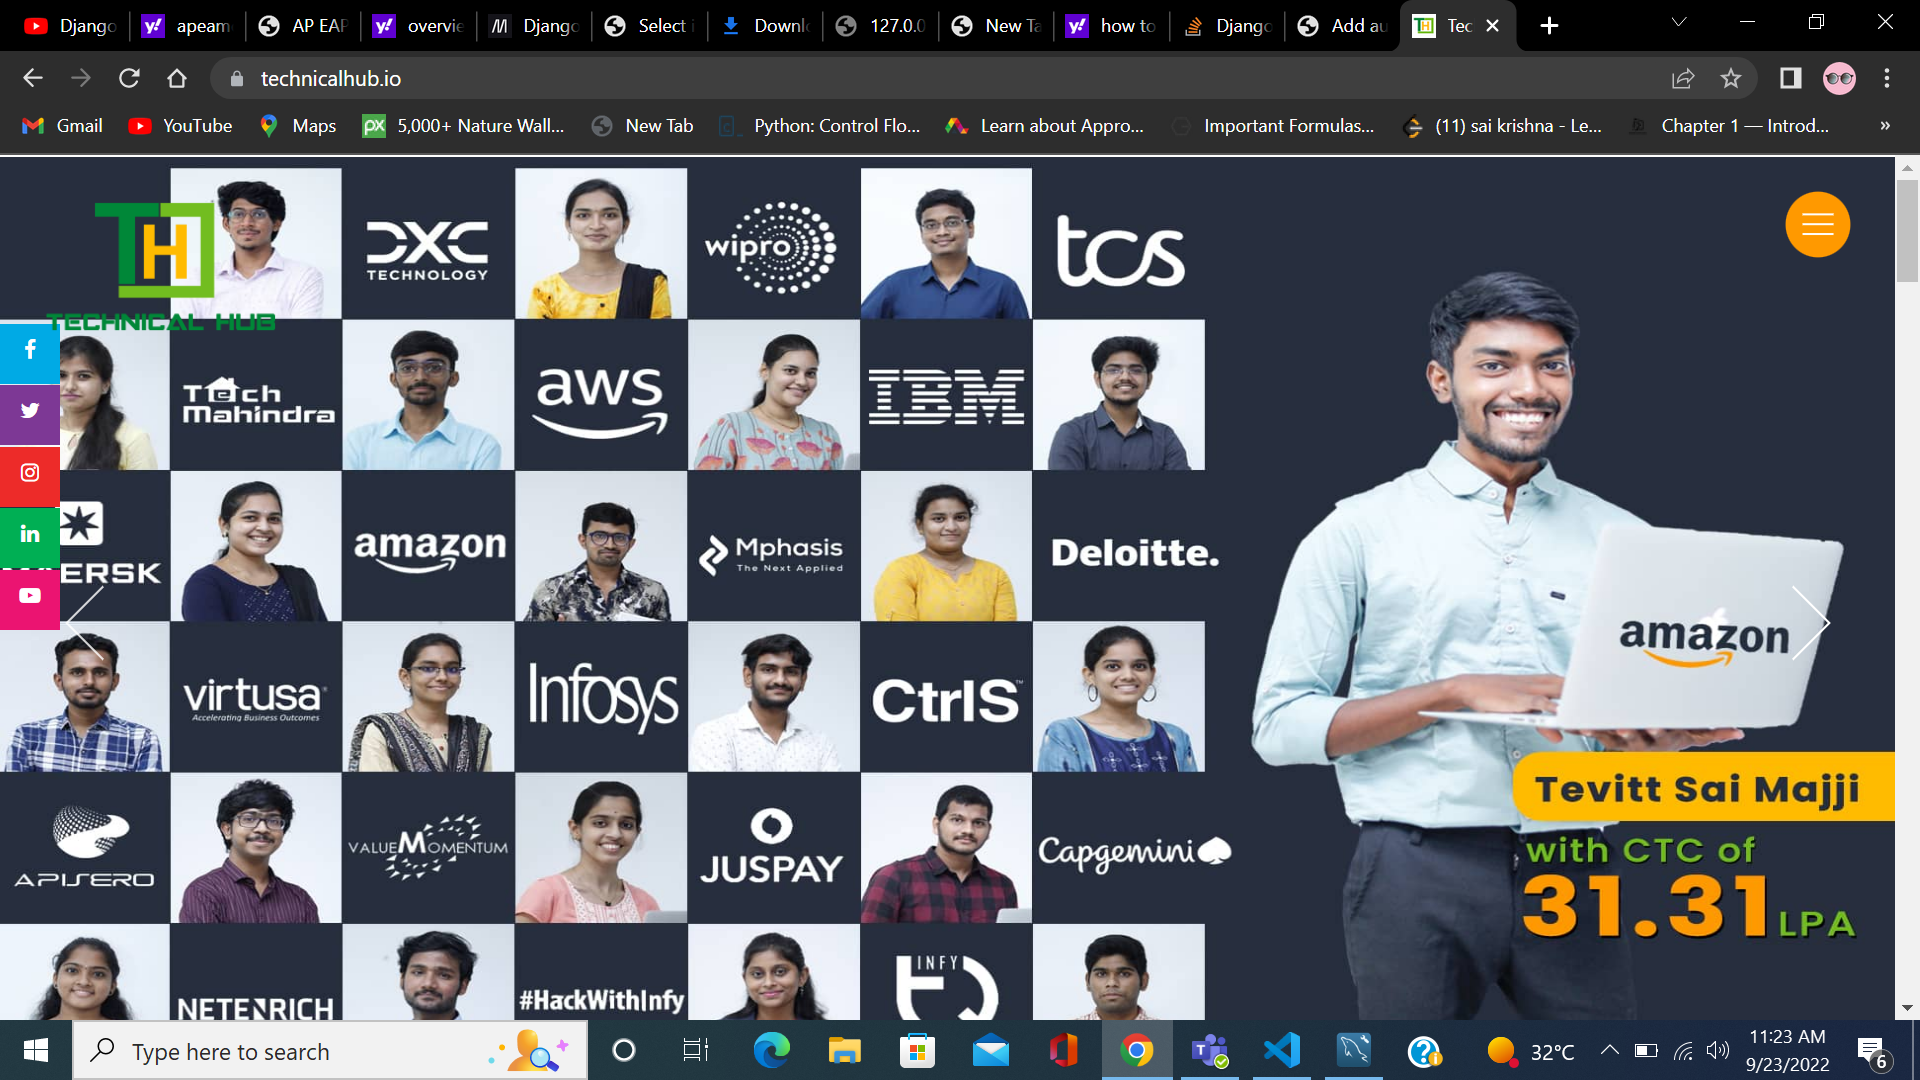 Django
apeam
AP EAP
overvie
Django
Select i
Downl
127.0.0
New Ta
how to
Django
Add au
Tec
technicalhub.io
Gmail
YouTube
Maps
5,000+ Nature Wall...
New Tab
Python: Control Flo...
Learn about Appro...
Important Formulas...
(11) sai krishna - Le...
Chapter 1 — Introd...
»
TH
TECHNICAL HUB
DXC
TECHNOLOGY
wipro
tcs
Tech
Mahindra
aws
IBM
ERSK
amazon
Mphasis
The Next Applied
Deloitte.
amazon
virtusa
Accelerating Business Outcomes
Infosys
CtrlS™
Tevitt Sai Majji
with CTC of
31.31 LPA
APISERO
VALUEMOMENTUM
JUSPAY
Capgemini
NETENRICH
#HackWithInfy
INFY
TQ
Type here to search
32°C
11:23 AM
9/23/2022
6